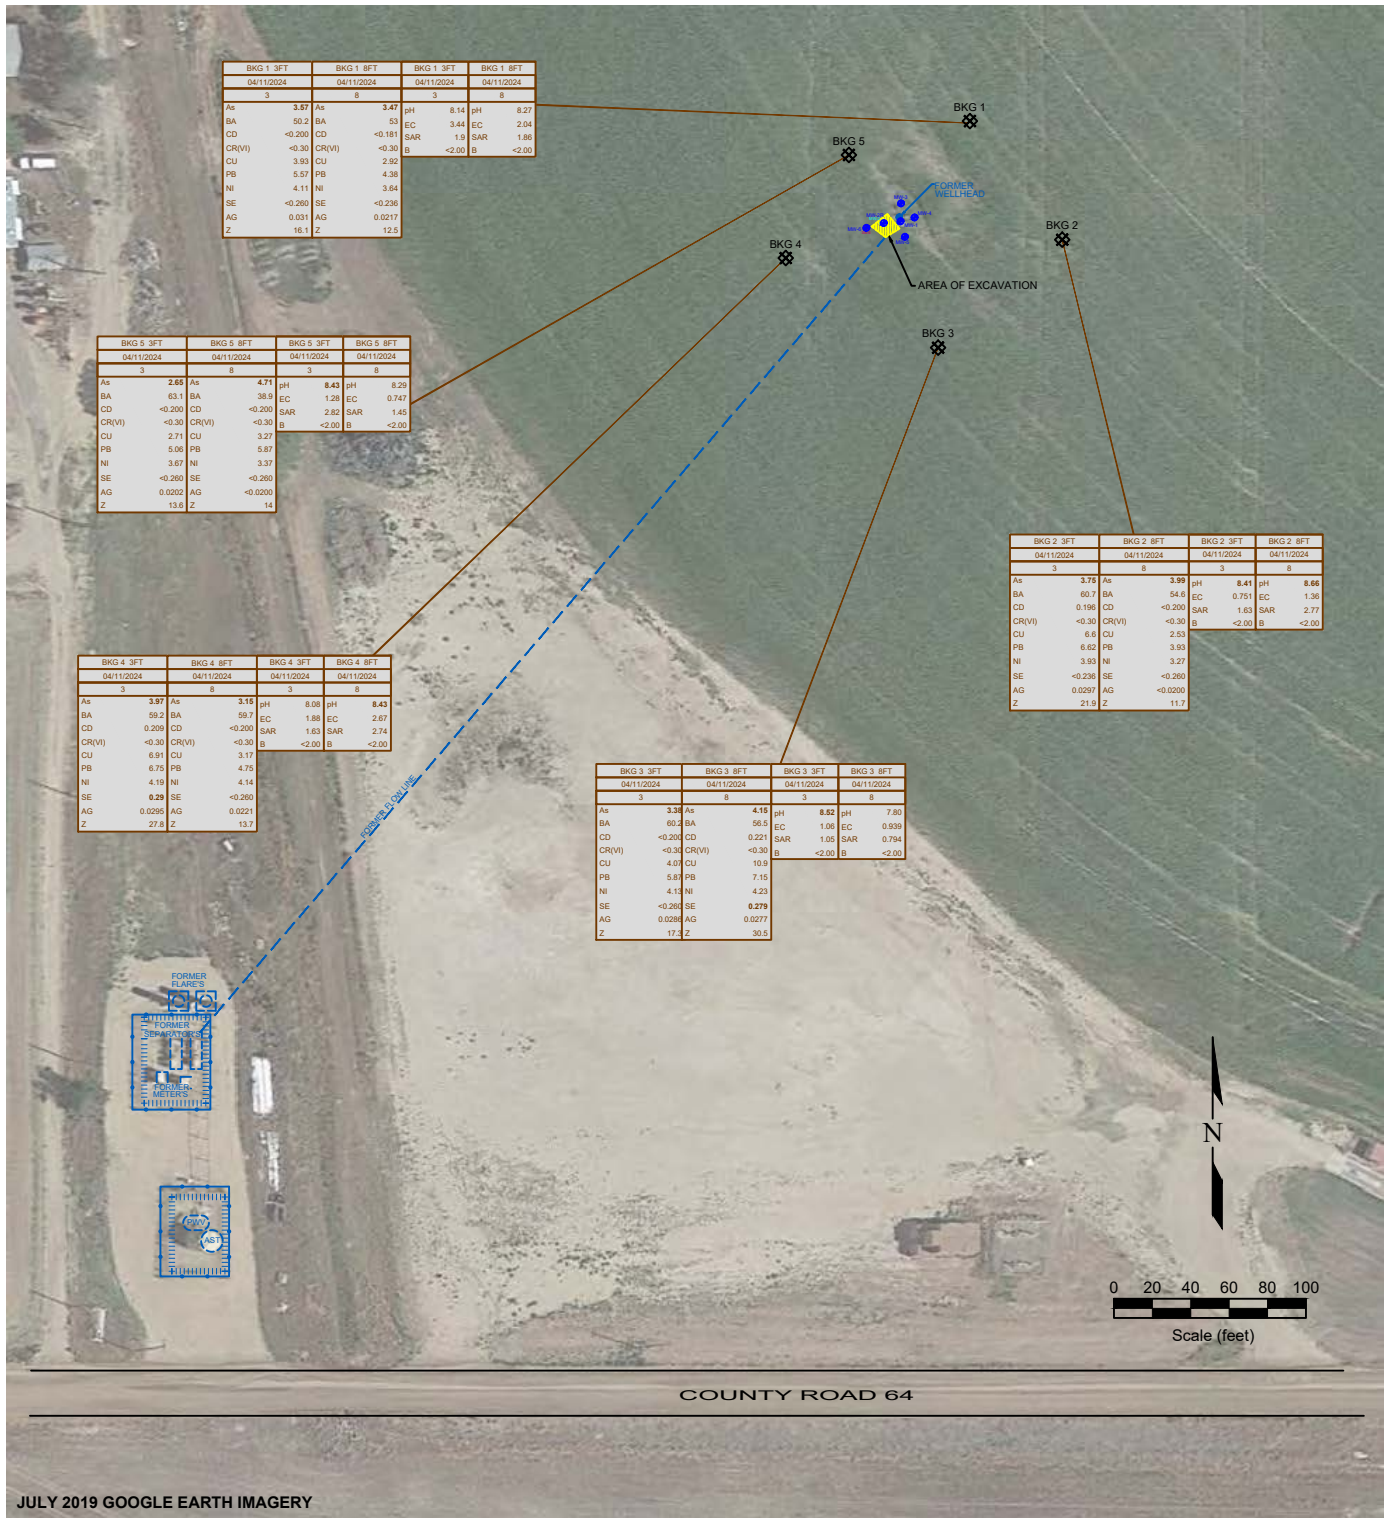 BKG 1 3FT BKG 1 8FT BKG 1 3FT BKG 1 8FT
04/11/2024 04/11/2024 04/11/2024 04/11/2024
3 8 3 8
As 3.57 As 3.47 pH 8.14 pH 8.27
BA 50.2 BA 53 EC 3.44 EC 2.04
CD <0.200 CD <0.181 SAR 1.9 SAR 1.86
CR(VI) <0.30 CR(VI) <0.30 B <2.00 B <2.00
CU 3.93 CU 2.92
PB 5.57 PB 4.38
NI 4.11 NI 3.64
SE <0.260 SE <0.236
AG 0.031 AG 0.0217
Z 16.1 Z 12.5
BKG 1
BKG 5
FORMER
WELLHEAD
MW-4
MW-1
BKG 2
BKG 4
AREA OF EXCAVATION
BKG 3
BKG 5 3FT BKG 5 8FT BKG 5 3FT BKG 5 8FT
04/11/2024 04/11/2024 04/11/2024 04/11/2024
3 8 3 8
As 2.65 As 4.71 pH 8.43 pH 8.29
BA 63.1 BA 38.9 EC 1.28 EC 0.747
CD <0.200 CD <0.200 SAR 2.82 SAR 1.45
CR(VI) <0.30 CR(VI) <0.30 B <2.00 B <2.00
CU 2.71 CU 3.27
PB 5.06 PB 5.87
NI 3.67 NI 3.37
SE <0.260 SE <0.260
AG 0.0202 AG <0.0200
Z 13.6 Z 14
BKG 2 3FT BKG 2 8FT BKG 2 3FT BKG 2 8FT
04/11/2024 04/11/2024 04/11/2024 04/11/2024
3 8 3 8
As 3.75 As 3.99 pH 8.41 pH 8.66
BA 60.7 BA 54.6 EC 0.751 EC 1.36
CD 0.196 CD <0.200 SAR 1.63 SAR 2.77
CR(VI) <0.30 CR(VI) <0.30 B <2.00 B <2.00
CU 6.6 CU 2.53
PB 6.62 PB 3.93
NI 3.93 NI 3.27
SE <0.236 SE <0.260
AG 0.0297 AG <0.0200
Z 21.9 Z 11.7
BKG 4 3FT BKG 4 8FT BKG 4 3FT BKG 4 8FT
04/11/2024 04/11/2024 04/11/2024 04/11/2024
3 8 3 8
As 3.97 As 3.15 pH 8.08 pH 8.43
BA 59.2 BA 59.7 EC 1.88 EC 2.67
CD 0.209 CD <0.200 SAR 1.63 SAR 2.74
CR(VI) <0.30 CR(VI) <0.30 B <2.00 B <2.00
CU 6.91 CU 3.17
PB 6.75 PB 4.75
NI 4.19 NI 4.14
SE 0.29 SE <0.260
AG 0.0295 AG 0.0221
Z 27.8 Z 13.7
FORMER FLOW LINE
BKG 3 3FT BKG 3 8FT BKG 3 3FT BKG 3 8FT
04/11/2024 04/11/2024 04/11/2024 04/11/2024
3 8 3 8
As 3.38 As 4.15 pH 8.52 pH 7.80
BA 60.2 BA 56.5 EC 1.06 EC 0.939
CD <0.200 CD 0.221 SAR 1.05 SAR 0.794
CR(VI) <0.30 CR(VI) <0.30 B <2.00 B <2.00
CU 4.07 CU 10.9
PB 5.87 PB 7.15
NI 4.13 NI 4.23
SE <0.260 SE 0.279
AG 0.0286 AG 0.0277
Z 17.3 Z 30.5
FORMER
FLARE'S
FORMER
SEPARATOR'S
FORMER
METER'S
N
PWV
AST
0 20 40 60 80 100
Scale (feet)
COUNTY ROAD 64
JULY 2019 GOOGLE EARTH IMAGERY